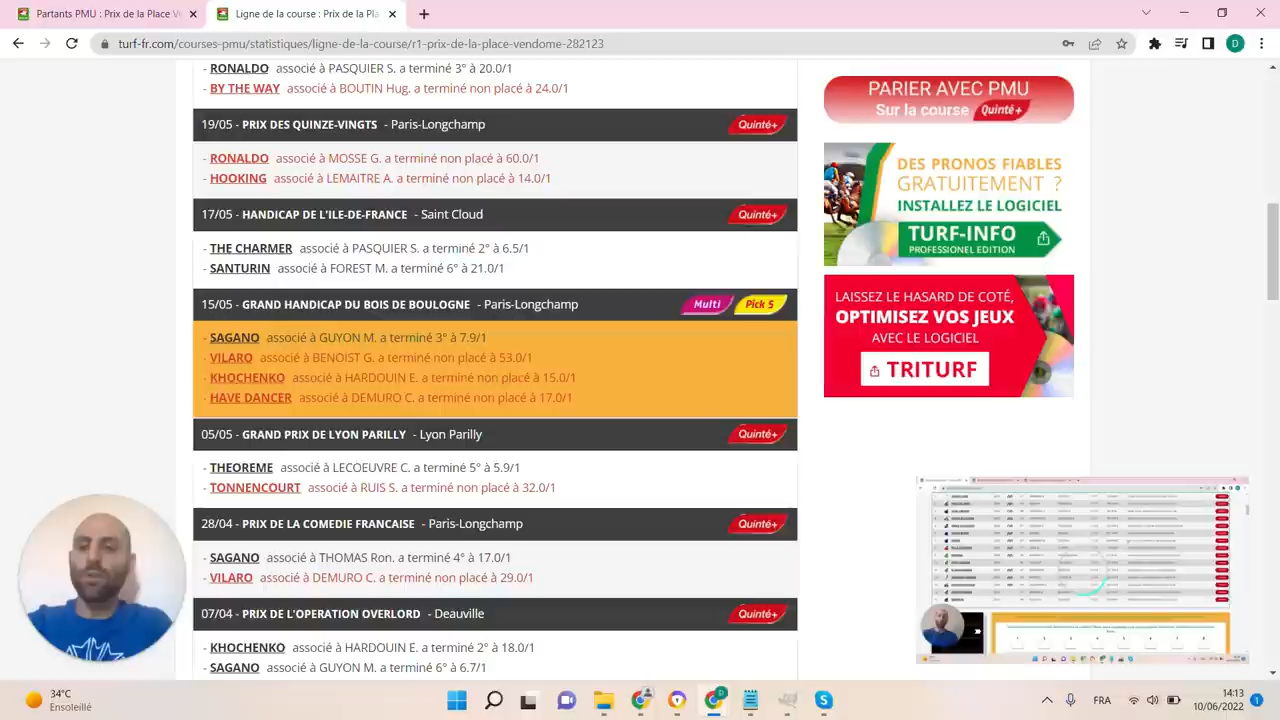 Partants PMU : Prix de la Place V
Ligne de la course : Prix de la Pla
turf-fr.com/courses-pmu/statistiques/ligne-de-la-course/r1-prix-de-la-place-vendome-282123
D
- RONALDO associé à PASQUIER S. a terminé 3° à 20.0/1
THE WAY associé à BOUTIN Hug. a terminé non placé à 24.0/1
19/05 - PRIX DES QUINZE-VINGTS - Paris-Longchamp Quinté+
- RONALDO associé à MOSSE G. a terminé non placé à 60.0/1
- HOOKING associé à LEMAITRE A. a terminé non placé à 14.0/1
17/05 - HANDICAP DE L'ILE-DE-FRANCE - Saint Cloud Quinté+
- THE CHARMER associé à PASQUIER S. a terminé 2° à 6.5/1
- SANTURIN associé à FOREST M. a terminé 6° à 21.0/1
15/05 - GRAND HANDICAP DU BOIS DE BOULOGNE - Paris-Longchamp Multi Pick 5
- SAGANO associé à GUYON M. a terminé 3° à 7.9/1
- VILARO associé à BENOIST G. a terminé non placé à 53.0/1
- KHOCHENKO associé à HARDOUIN E. a terminé non placé à 15.0/1
- HAVE DANCER associé à DEMURO C. a terminé non placé à 17.0/1
05/05 - GRAND PRIX DE LYON PARILLY - Lyon Parilly Quinté+
- THEOREME associé à LECOEUVRE C. a terminé 5° à 5.9/1
- TONNENCOURT associé à RUIS S. a terminé non placé à 32.0/1
28/04 - PRIX DE LA - Paris-Longchamp Quinté+
- SAGANO 17.0/1
- VILARO non placé à 29.0/1
07/04 - PRIX DE L'OPERATION OVERLORD - Deauville Quinté+
- KHOCHENKO associé à HARDOUIN E. a terminé 2° à 18.0/1
- SAGANO associé à GUYON M. a terminé 6° à 6.7/1
PARIER AVEC PMU
Sur la course Quinté+
DES PRONOS FIABLES
GRATUITEMENT ?
INSTALLEZ LE LOGICIEL
TURF-INFO
PROFESSIONEL EDITION
LAISSEZ LE HASARD DE COTÉ,
OPTIMISEZ VOS JEUX
AVEC LE LOGICIEL
TRITURF
34°C
Ensoleillé
D
FRA
14:13
10/06/2022
1